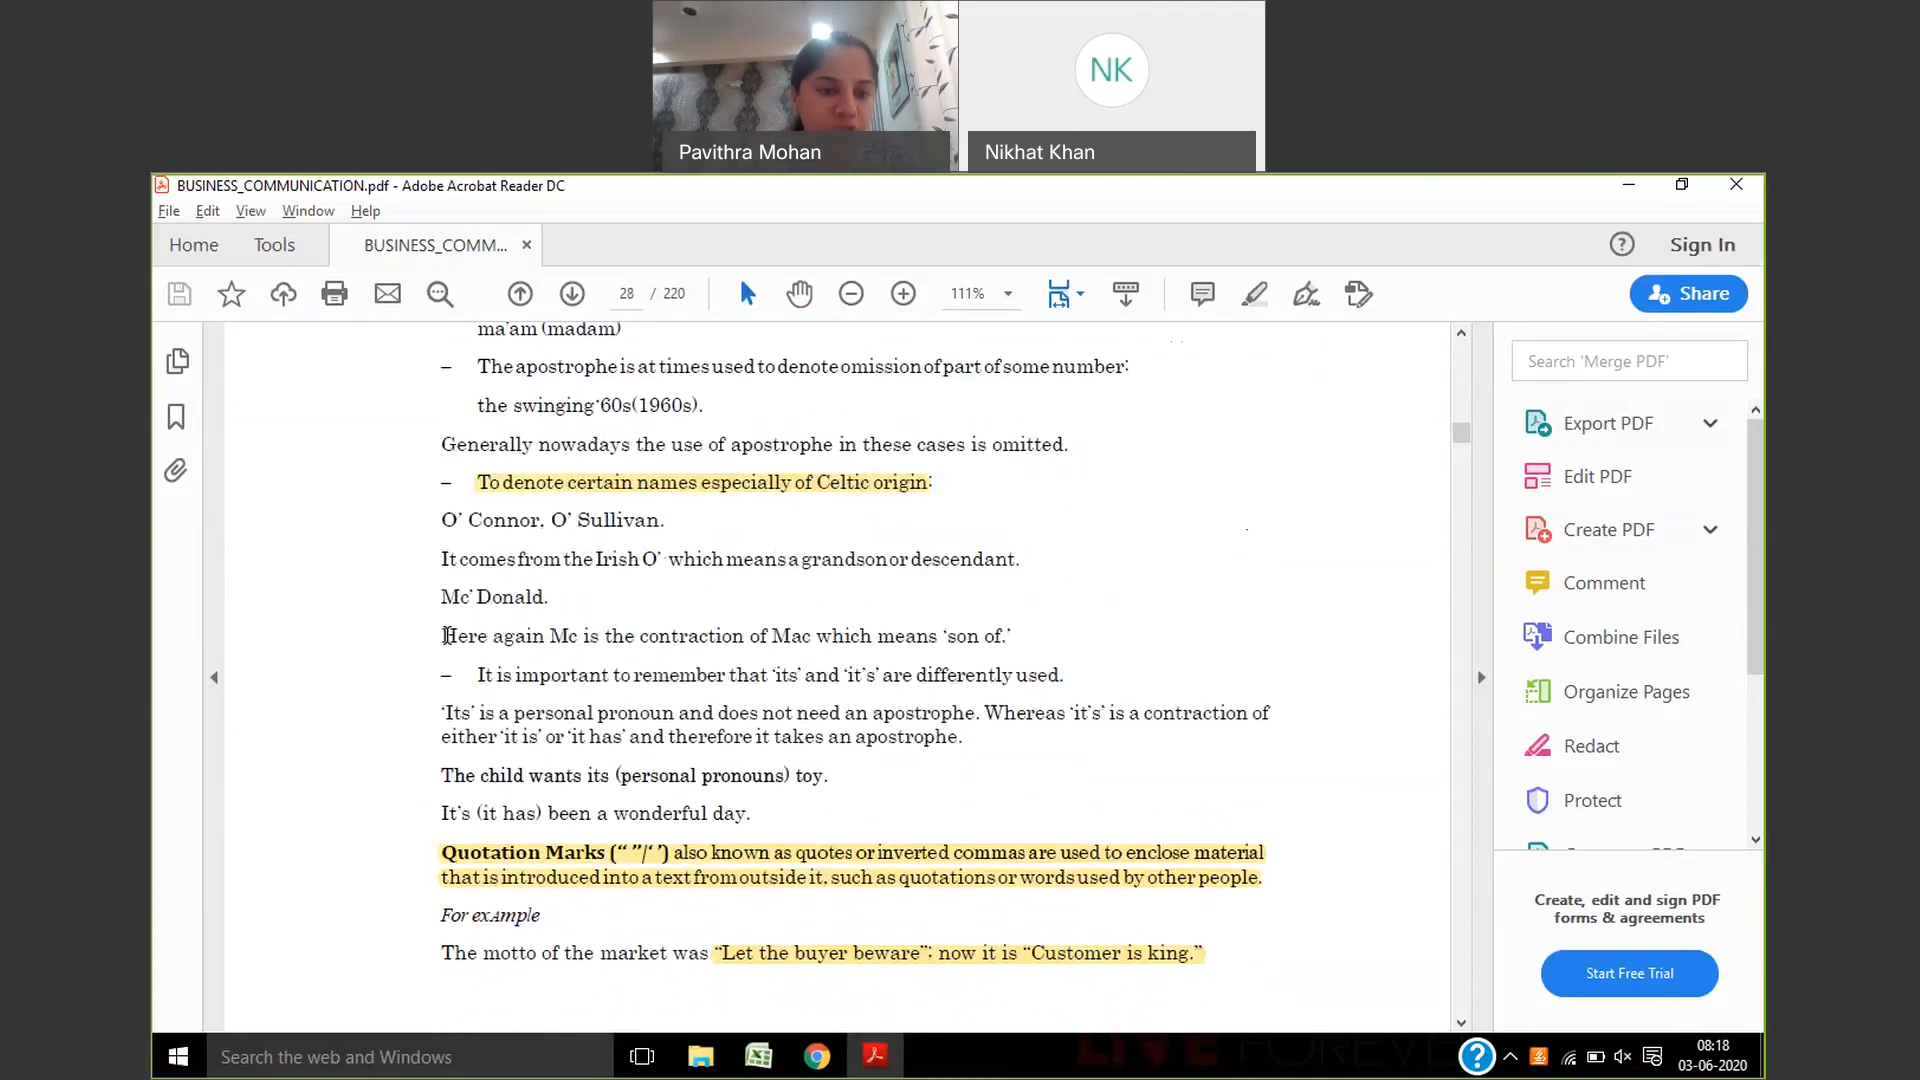 NK
Pavithra Mohan
Nikhat Khan
BUSINESS_COMMUNICATION.pdf - Adobe Acrobat Reader DC
File Edit View Window Help
Home Tools BUSINESS_COMM... × ? Sign In
28 / 220 111% Share
ma'am (madam)
– The apostrophe is at times used to denote omission of part of some number:
the swinging '60s(1960s).
Generally nowadays the use of apostrophe in these cases is omitted.
– To denote certain names especially of Celtic origin:
O' Connor, O' Sullivan.
It comes from the Irish O' which means a grandson or descendant.
Mc' Donald.
Here again Mc is the contraction of Mac which means 'son of.'
– It is important to remember that 'its' and 'it's' are differently used.
'Its' is a personal pronoun and does not need an apostrophe. Whereas 'it's' is a contraction of
either 'it is' or 'it has' and therefore it takes an apostrophe.
The child wants its (personal pronouns) toy.
It's (it has) been a wonderful day.
Quotation Marks (“ ”/‘ ’) also known as quotes or inverted commas are used to enclose material
that is introduced into a text from outside it, such as quotations or words used by other people.
For example
The motto of the market was “Let the buyer beware”; now it is “Customer is king.”
Search 'Merge PDF'
Export PDF
Edit PDF
Create PDF
Comment
Combine Files
Organize Pages
Redact
Protect
Create, edit and sign PDF
forms & agreements
Start Free Trial
Search the web and Windows
08:18
03-06-2020